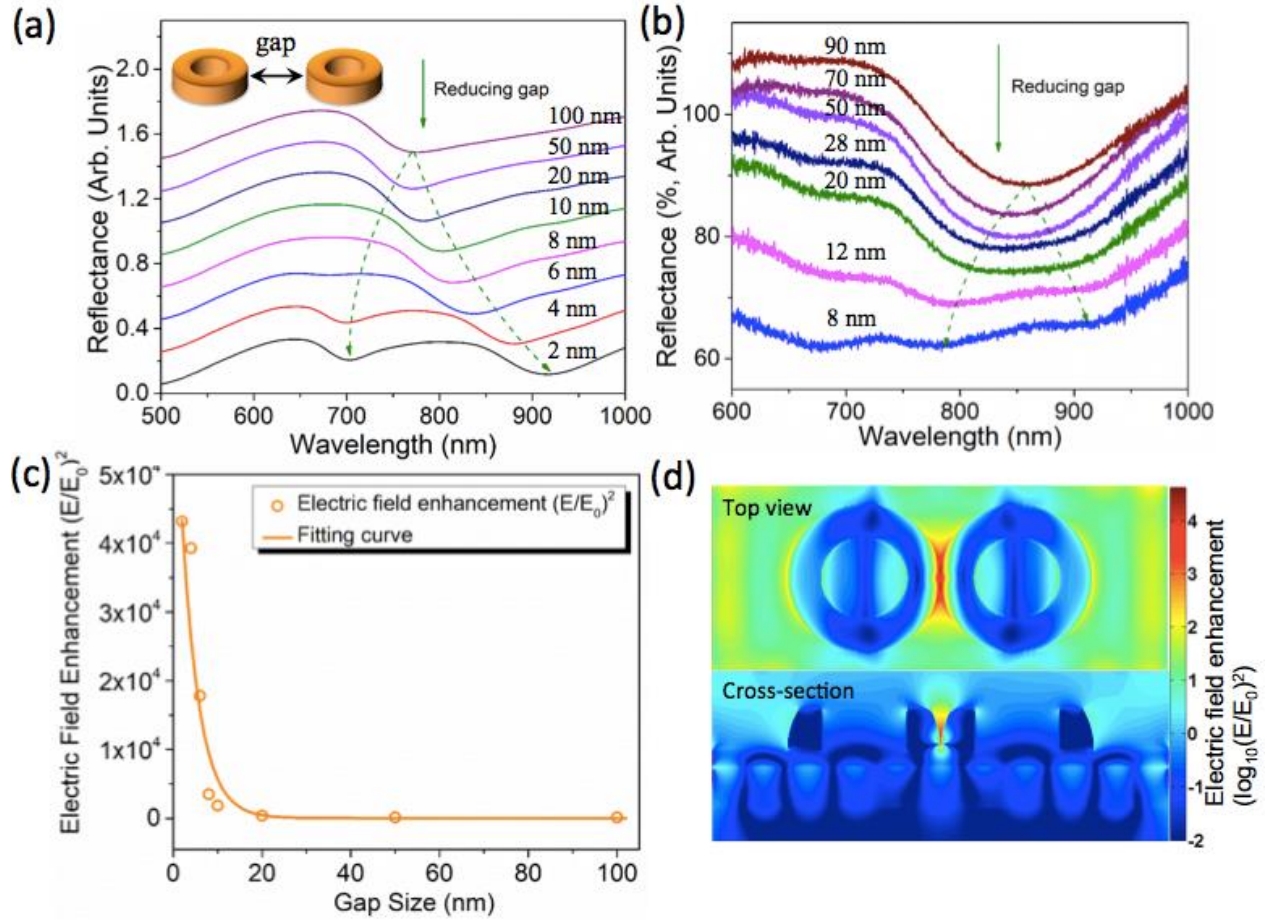 (a)
gap
Reducing gap
100 nm
50 nm
20 nm
10 nm
8 nm
6 nm
4 nm
2 nm
2.0
1.6
1.2
0.8
0.4
0.0
Reflectance (Arb. Units)
500 600 700 800 900 1000
Wavelength (nm)
(b)
90 nm
70 nm
50 nm
28 nm
20 nm
12 nm
8 nm
Reducing gap
100
80
60
Reflectance (%, Arb. Units)
600 700 800 900 1000
Wavelength (nm)
(c)
Electric field enhancement (E/E₀)²
Fitting curve
5x10⁴
4x10⁴
3x10⁴
2x10⁴
1x10⁴
0
Electric Field Enhancement (E/E₀)²
0 20 40 60 80 100
Gap Size (nm)
(d)
Top view
Cross-section
4
3
2
1
0
-1
-2
Electric field enhancement
(log₁₀(E/E₀)²)